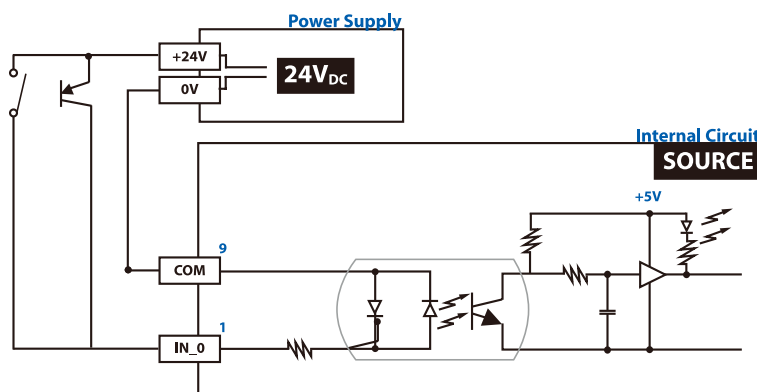 Power Supply
+24V
0V
24VDC
Internal Circuit
SOURCE
+5V
9
COM
1
IN_0